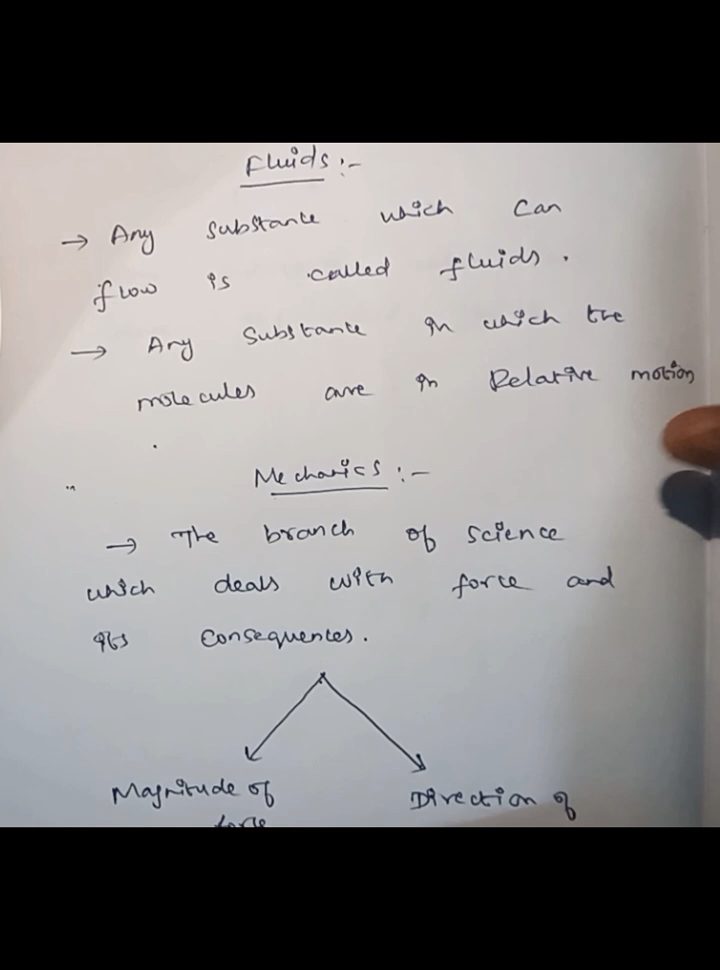 Fluids :-
→ Any substance which can
flow is called fluids.
→ Any substance in which the
molecules are in Relative motion
.
Mechanics :-
→ The branch of science
which deals with force and
its consequences.
Magnitude of
force
Direction of